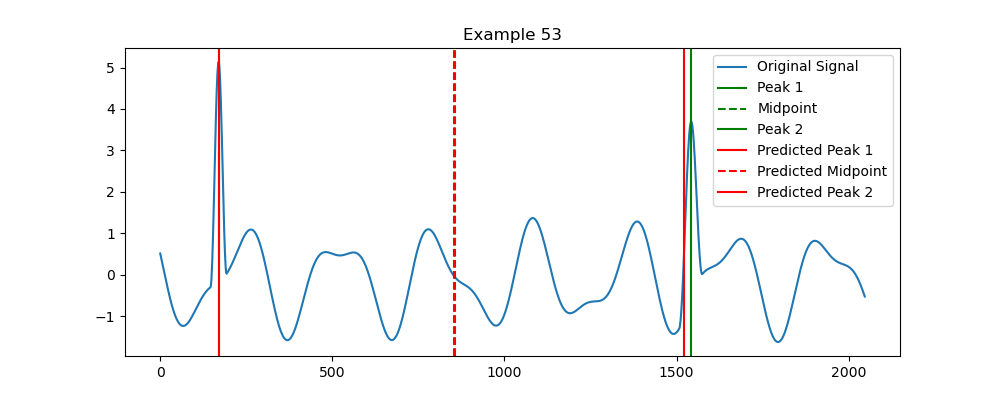 Example 53
Original Signal
Peak 1
Midpoint
Peak 2
Predicted Peak 1
Predicted Midpoint
Predicted Peak 2
5
4
3
2
1
0
−1
0 500 1000 1500 2000